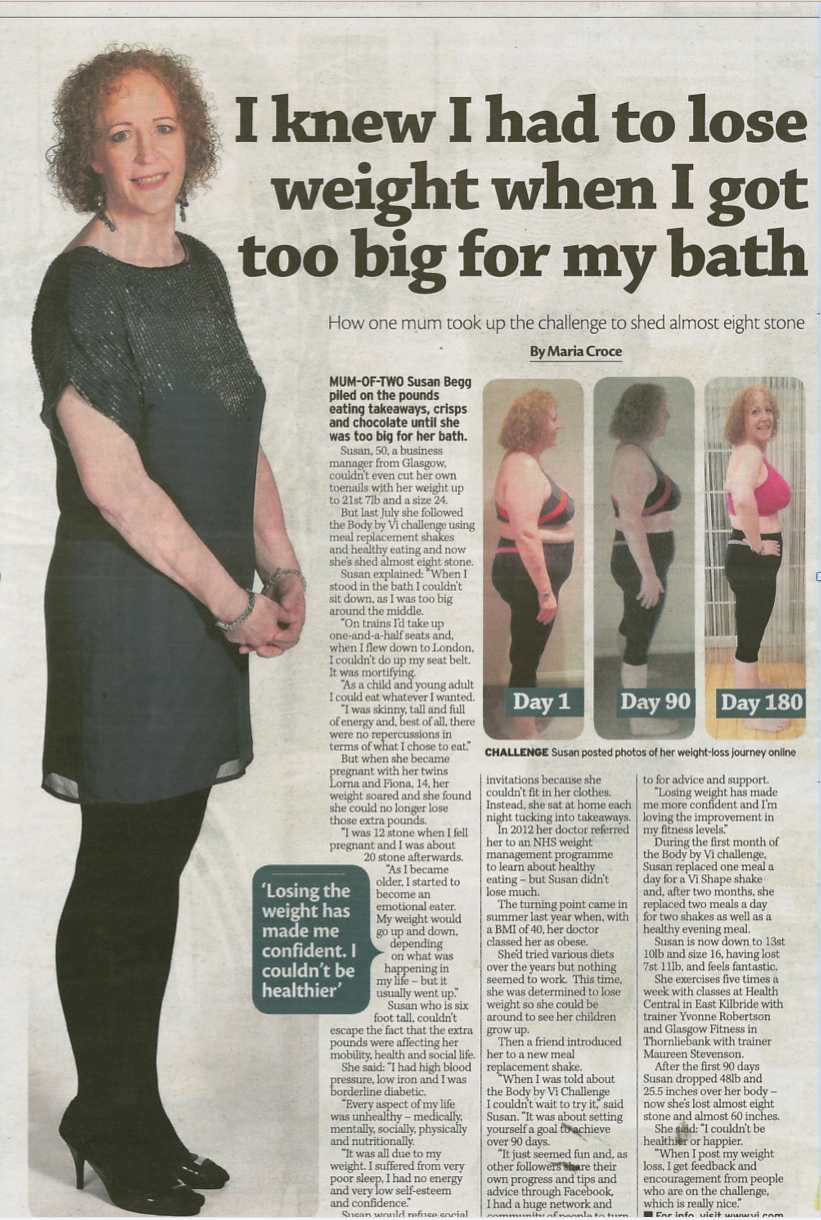 I knew I had to lose
weight when I got
too big for my bath
How one mum took up the challenge to shed almost eight stone
By Maria Croce
MUM-OF-TWO Susan Begg
piled on the pounds
eating takeaways, crisps
and chocolate until she
was too big for her bath.
Susan, 50, a business
manager from Glasgow,
couldn't even cut her own
toenails with her weight up
to 21st 7lb and a size 24.
But last July she followed
the Body by Vi challenge using
meal replacement shakes
and healthy eating and now
she's shed almost eight stone.
Susan explained: "When I
stood in the bath I couldn't
sit down, as I was too big
around the middle.
"On trains I'd take up
one-and-a-half seats and,
when I flew down to London,
I couldn't do up my seat belt.
It was mortifying.
"As a child and young adult
I could eat whatever I wanted.
"I was skinny, tall and full
of energy and, best of all, there
were no repercussions in
terms of what I chose to eat."
But when she became
pregnant with her twins
Lorna and Fiona, 14, her
weight soared and she found
she could no longer lose
those extra pounds.
"I was 12 stone when I fell
pregnant and I was about
20 stone afterwards.
"As I became
older, I started to
become an
emotional eater.
My weight would
go up and down,
depending
on what was
happening in
my life – but it
usually went up."
Susan who is six
foot tall, couldn't
escape the fact that the extra
pounds were affecting her
mobility, health and social life.
She said: "I had high blood
pressure, low iron and I was
borderline diabetic.
"Every aspect of my life
was unhealthy – medically,
mentally, socially, physically
and nutritionally.
"It was all due to my
weight. I suffered from very
poor sleep, I had no energy
and very low self-esteem
and confidence."
Susan would refuse social
'Losing the
weight has
made me
confident. I
couldn't be
healthier'
Day 1
Day 90
Day 180
CHALLENGE Susan posted photos of her weight-loss journey online
invitations because she
couldn't fit in her clothes.
Instead, she sat at home each
night tucking into takeaways.
In 2012 her doctor referred
her to an NHS weight
management programme
to learn about healthy
eating – but Susan didn't
lose much.
The turning point came in
summer last year when, with
a BMI of 40, her doctor
classed her as obese.
She'd tried various diets
over the years but nothing
seemed to work. This time,
she was determined to lose
weight so she could be
around to see her children
grow up.
Then a friend introduced
her to a new meal
replacement shake.
"When I was told about
the Body by Vi Challenge
I couldn't wait to try it," said
Susan. "It was about setting
yourself a goal to achieve
over 90 days.
"It just seemed fun and, as
other followers share their
own progress and tips and
advice through Facebook,
I had a huge network and
community of people to turn
to for advice and support.
"Losing weight has made
me more confident and I'm
loving the improvement in
my fitness levels."
During the first month of
the Body by Vi challenge,
Susan replaced one meal a
day for a Vi Shape shake
and, after two months, she
replaced two meals a day
for two shakes as well as a
healthy evening meal.
Susan is now down to 13st
10lb and size 16, having lost
7st 11lb, and feels fantastic.
She exercises five times a
week with classes at Health
Central in East Kilbride with
trainer Yvonne Robertson
and Glasgow Fitness in
Thornliebank with trainer
Maureen Stevenson.
After the first 90 days
Susan dropped 48lb and
25.5 inches over her body –
now she's lost almost eight
stone and almost 60 inches.
She said: "I couldn't be
healthier or happier.
"When I post my weight
loss, I get feedback and
encouragement from people
who are on the challenge,
which is really nice."
■ For info, visit www.vi.com